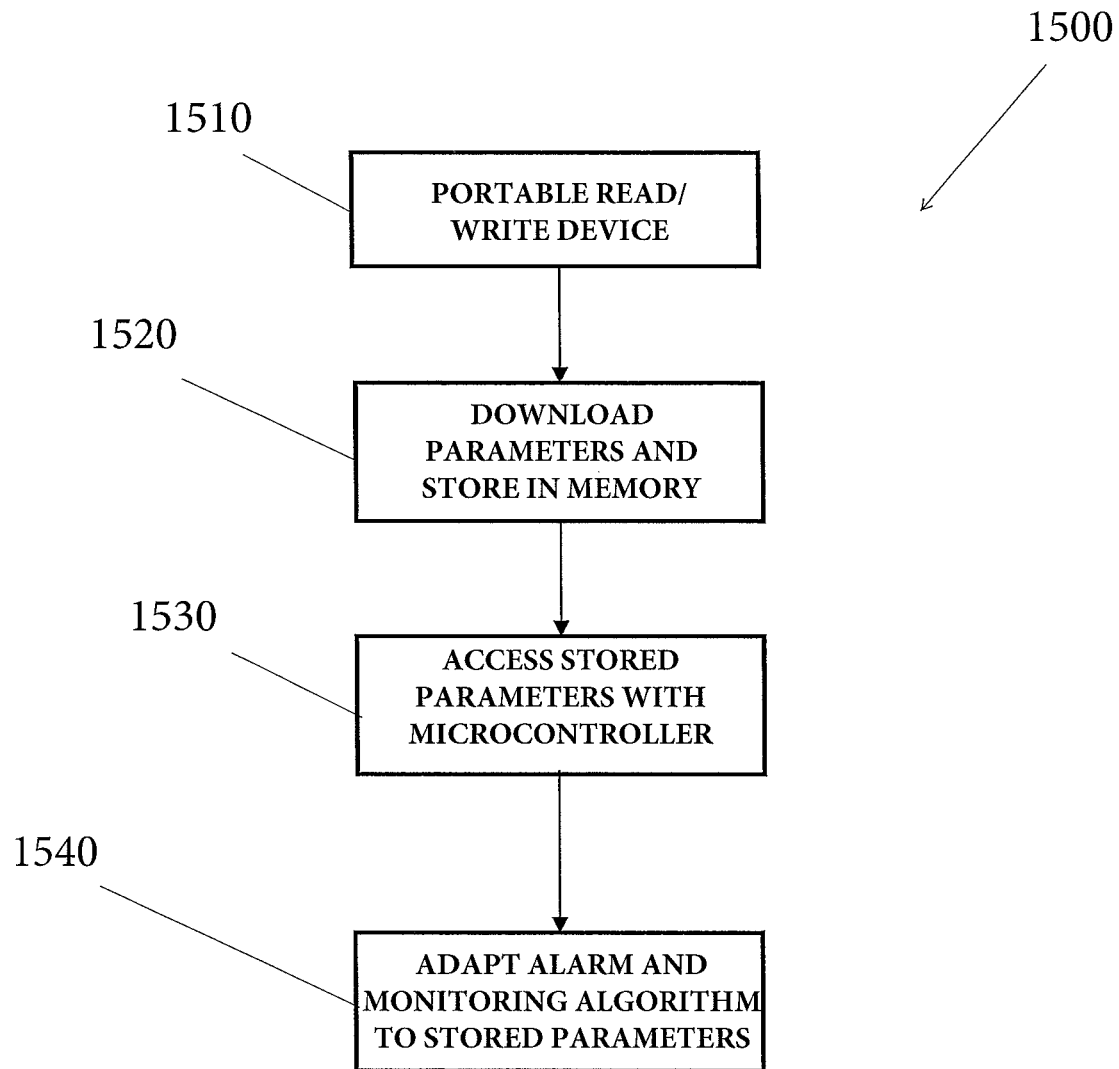 1500
1510
PORTABLE READ/
WRITE DEVICE
1520
DOWNLOAD
PARAMETERS AND
STORE IN MEMORY
1530
ACCESS STORED
PARAMETERS WITH
MICROCONTROLLER
1540
ADAPT ALARM AND
MONITORING ALGORITHM
TO STORED PARAMETERS